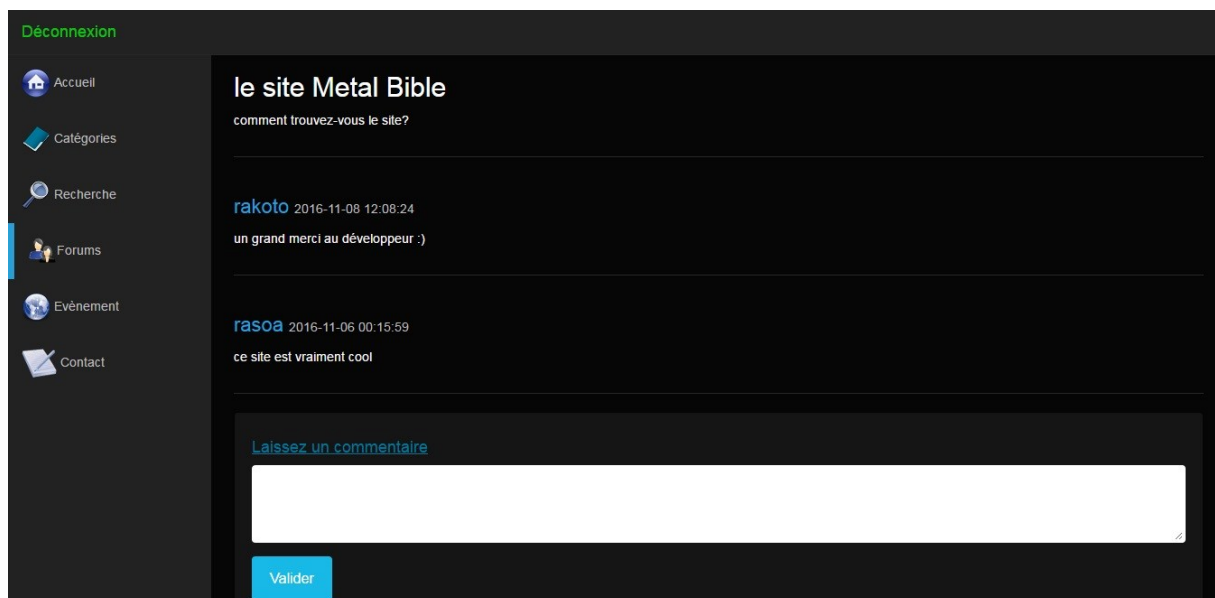 Déconnexion
Accueil
Catégories
Recherche
Forums
Evènement
Contact
le site Metal Bible
comment trouvez-vous le site?
rakoto 2016-11-08 12:08:24
un grand merci au développeur :)
rasoa 2016-11-06 00:15:59
ce site est vraiment cool
Laissez un commentaire
Valider